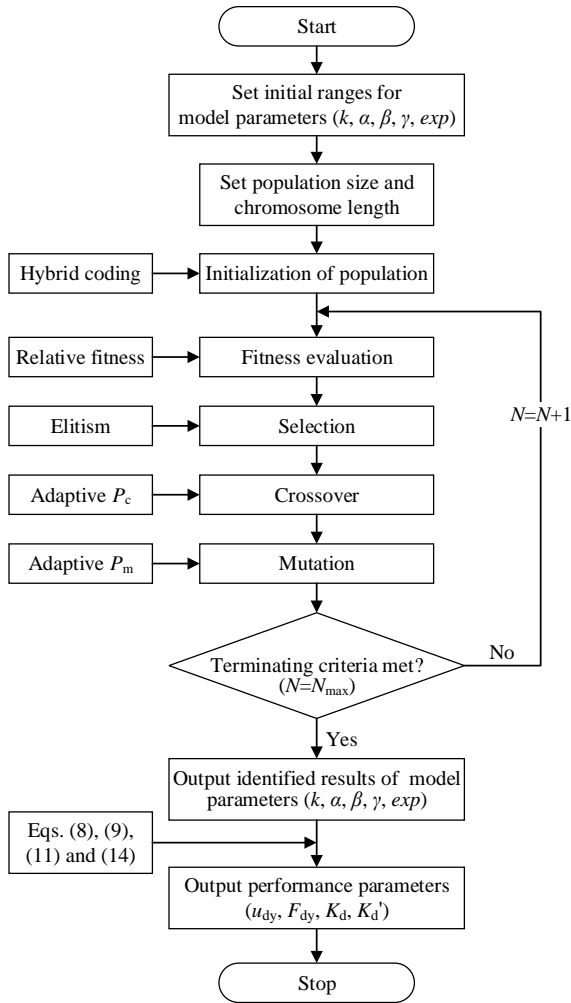 Start
Set initial ranges for
model parameters (k, α, β, γ, exp)
Set population size and
chromosome length
Hybrid coding
Initialization of population
Relative fitness
Fitness evaluation
N=N+1
Elitism
Selection
Adaptive Pc
Crossover
Adaptive Pm
Mutation
Terminating criteria met?
(N=Nmax)
No
Yes
Output identified results of model
parameters (k, α, β, γ, exp)
Eqs. (8), (9),
(11) and (14)
Output performance parameters
(udy, Fdy, Kd, Kd')
Stop